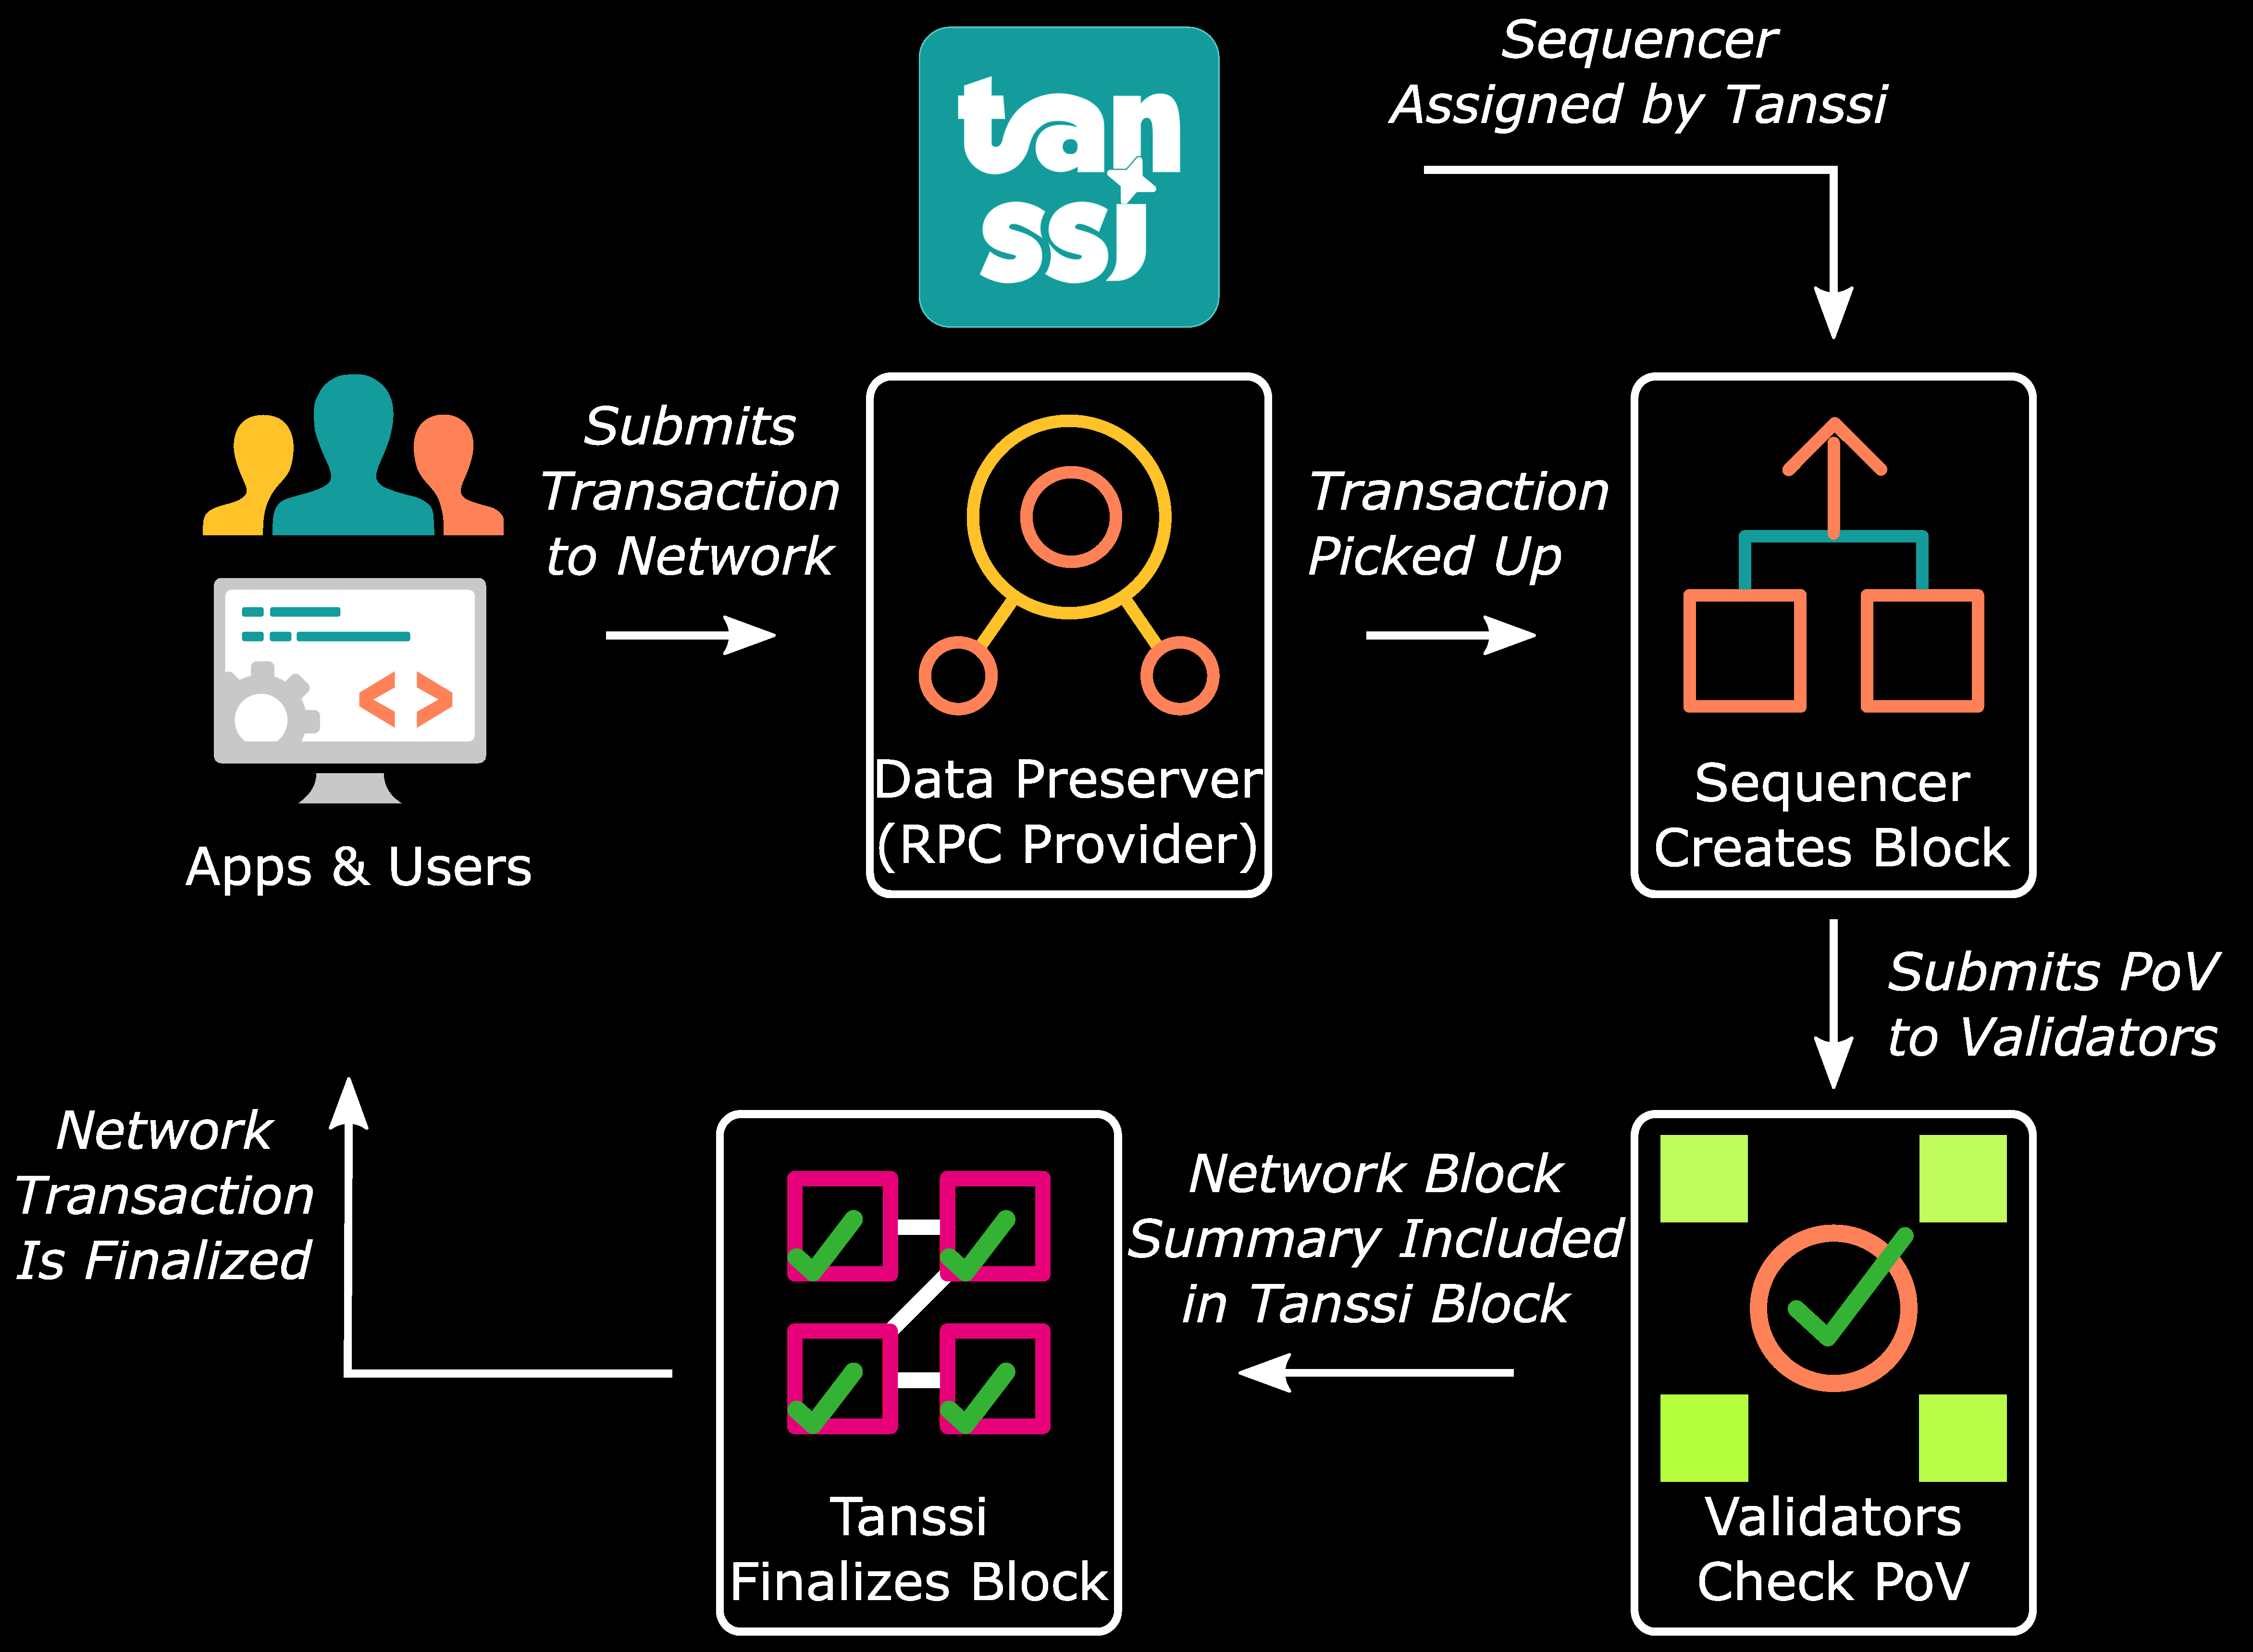 tan
ssi
Sequencer
Assigned by Tanssi
Submits
Transaction
to Network
Transaction
Picked Up
< >
Apps & Users
Data Preserver
(RPC Provider)
Sequencer
Creates Block
Submits PoV
to Validators
Network
Transaction
Is Finalized
Network Block
Summary Included
in Tanssi Block
Tanssi
Finalizes Block
Validators
Check PoV